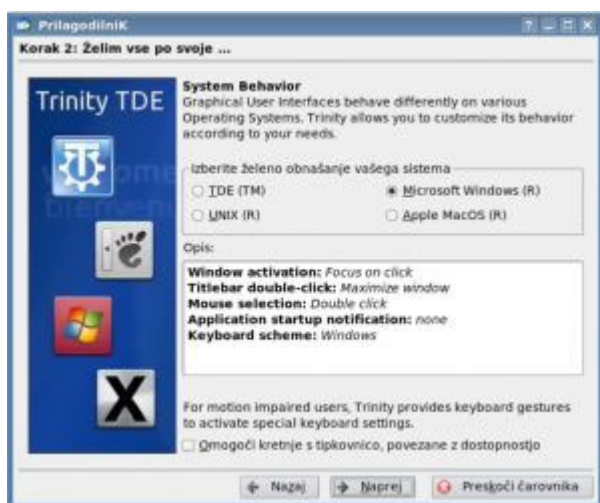 PrilagodilniK
Korak 2: Želim vse po svoje ...
Trinity TDE
System Behavior
Graphical User Interfaces behave differently on various
Operating Systems. Trinity allows you to customize its behavior
according to your needs.
Izberite želeno obnašanje vašega sistema
TDE (TM)
Microsoft Windows (R)
UNIX (R)
Apple MacOS (R)
Opis:
Window activation: Focus on click
Titlebar double-click: Maximize window
Mouse selection: Double click
Application startup notification: none
Keyboard scheme: Windows
For motion impaired users, Trinity provides keyboard gestures
to activate special keyboard settings.
Omogoči kretnje s tipkovnico, povezane z dostopnostjo
Nazaj
Naprej
Preskoči čarovnika